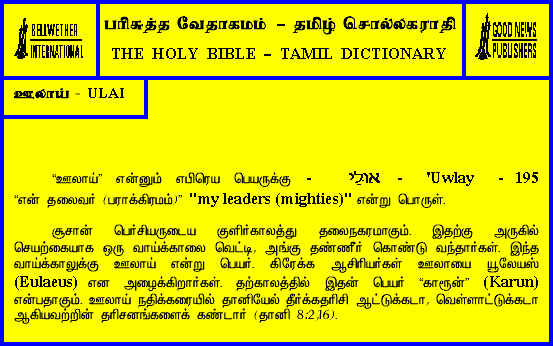 BELLWETHER
INTERNATIONAL
பரிசுத்த வேதாகமம் – தமிழ் சொல்லகராதி
THE HOLY BIBLE – TAMIL DICTIONARY
GOOD NEWS
PUBLISHERS
ஊலாய் - ULAI
“ஊலாய்” என்னும் எபிரெய பெயருக்கு - אוּלַי - 'Uwlay - 195
“என் தலைவர் (பராக்கிரமம்)” "my leaders (mighties)" என்று பொருள்.
சூசான் பெர்சியருடைய குளிர்காலத்து தலைநகரமாகும். இதற்கு அருகில்
செயற்கையாக ஒரு வாய்க்காலை வெட்டி, அங்கு தண்ணீர் கொண்டு வந்தார்கள். இந்த
வாய்க்காலுக்கு ஊலாய் என்று பெயர். கிரேக்க ஆசிரியர்கள் ஊலாயை யூலேயஸ்
(Eulaeus) என அழைக்கிறார்கள். தற்காலத்தில் இதன் பெயர் “காரூன்” (Karun)
என்பதாகும். ஊலாய் நதிக்கரையில் தானியேல் தீர்க்கதரிசி ஆட்டுக்கடா, வெள்ளாட்டுக்கடா
ஆகியவற்றின் தரிசனங்களைக் கண்டார் (தானி 8:2,16).